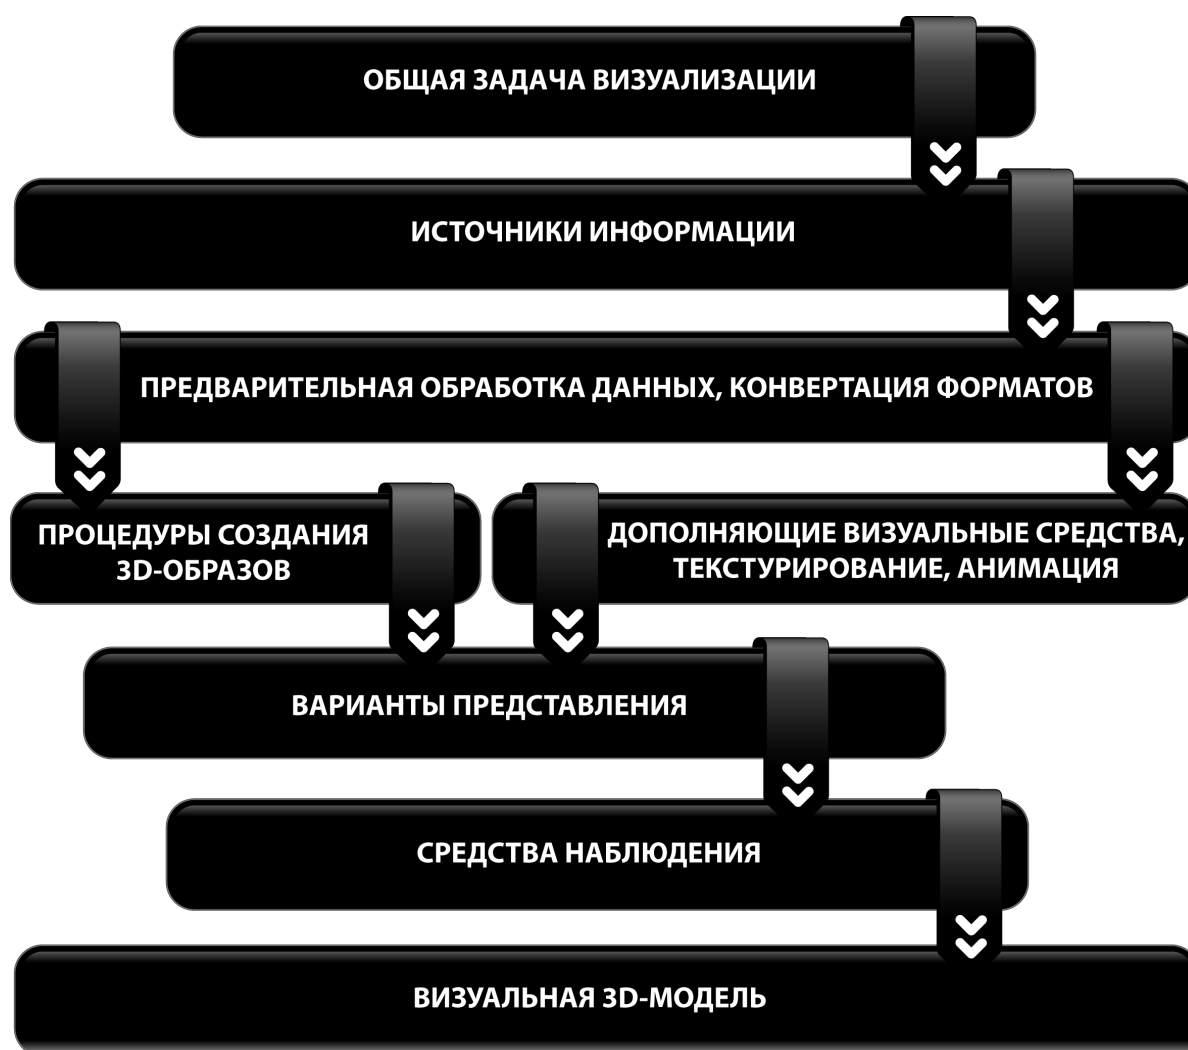 ОБЩАЯ ЗАДАЧА ВИЗУАЛИЗАЦИИ
ИСТОЧНИКИ ИНФОРМАЦИИ
ПРЕДВАРИТЕЛЬНАЯ ОБРАБОТКА ДАННЫХ, КОНВЕРТАЦИЯ ФОРМАТОВ
ПРОЦЕДУРЫ СОЗДАНИЯ
3D-ОБРАЗОВ
ДОПОЛНЯЮЩИЕ ВИЗУАЛЬНЫЕ СРЕДСТВА,
ТЕКСТУРИРОВАНИЕ, АНИМАЦИЯ
ВАРИАНТЫ ПРЕДСТАВЛЕНИЯ
СРЕДСТВА НАБЛЮДЕНИЯ
ВИЗУАЛЬНАЯ 3D-МОДЕЛЬ